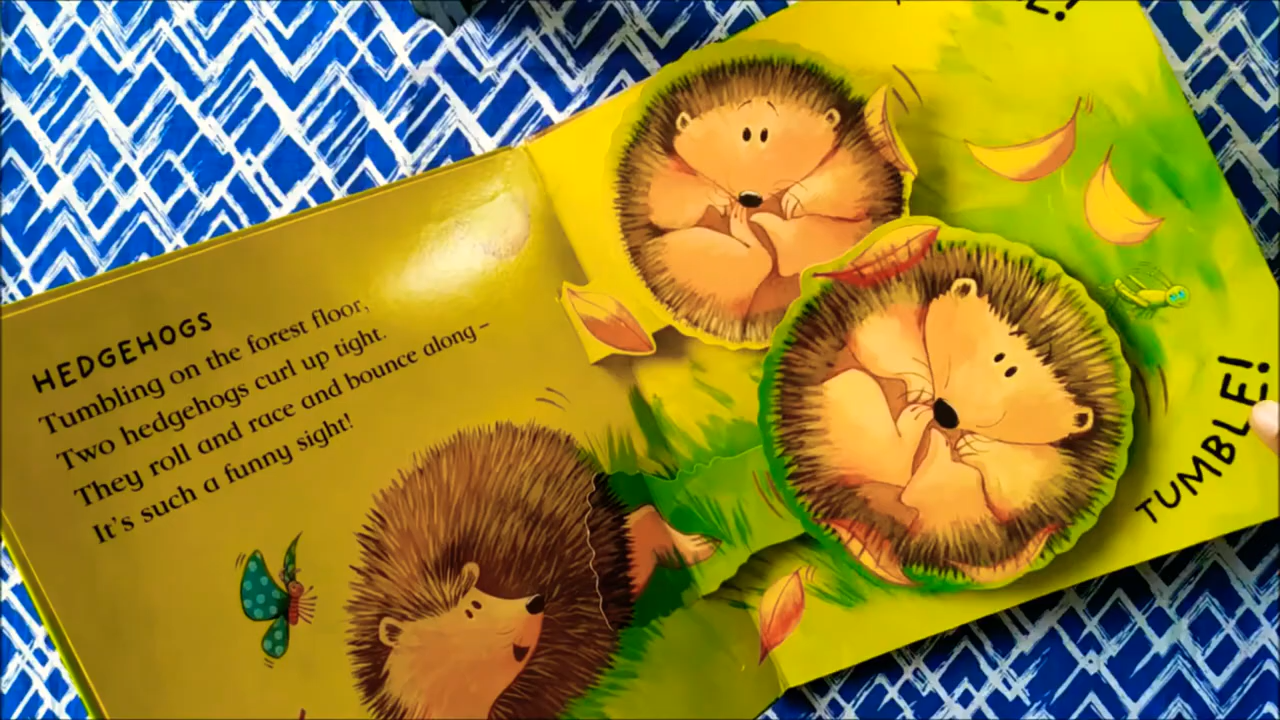 HEDGEHOGS
Tumbling on the forest floor,
Two hedgehogs curl up tight.
They roll and race and bounce along–
It's such a funny sight!
TUMBLE!